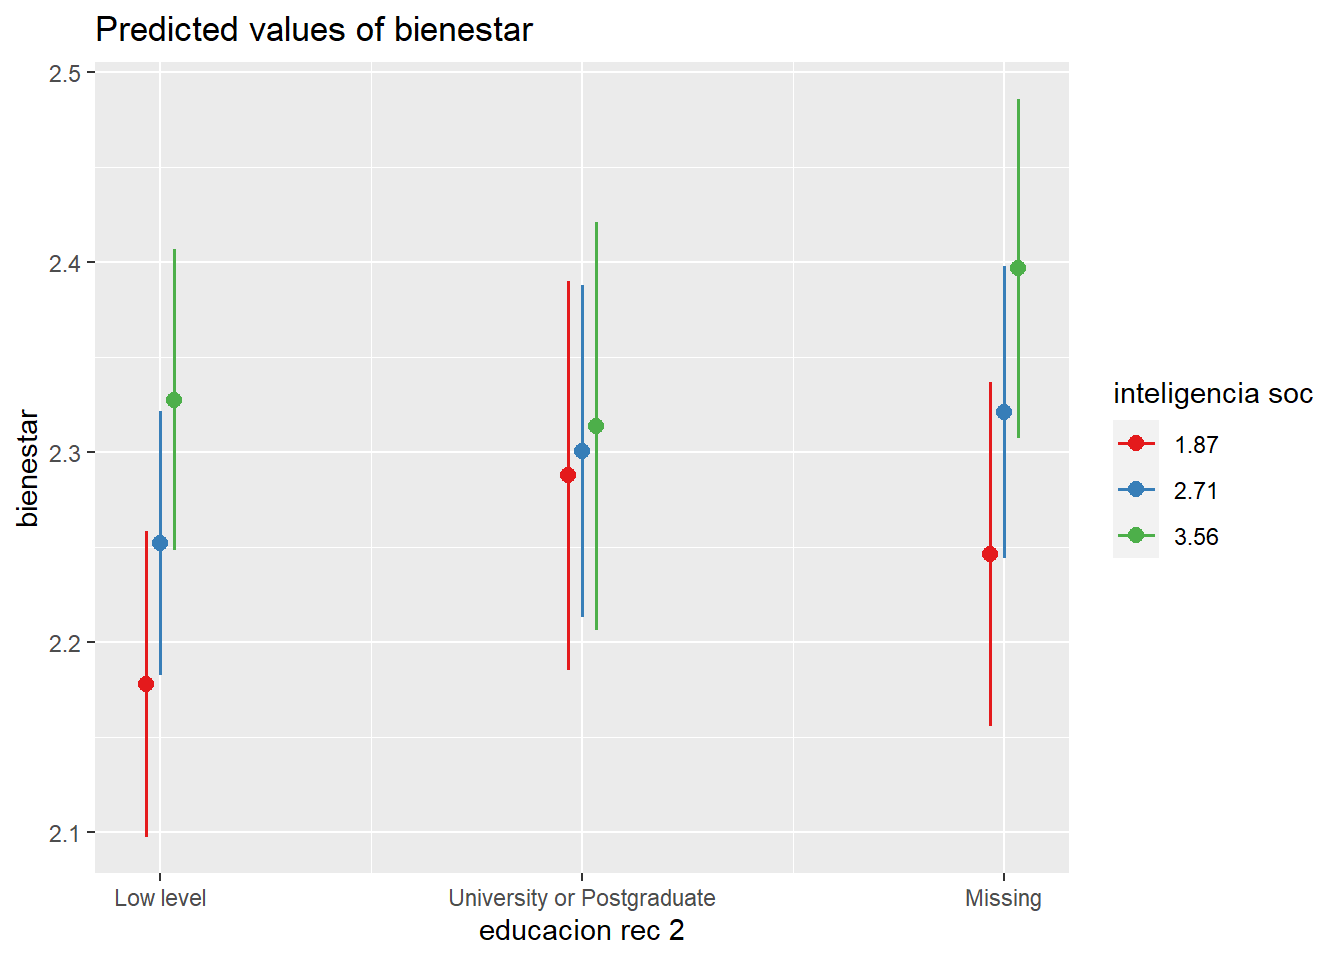 Predicted values of bienestar
2.5
2.4
2.3
2.2
2.1
bienestar
Low level
University or Postgraduate
Missing
educacion rec 2
inteligencia soc
1.87
2.71
3.56